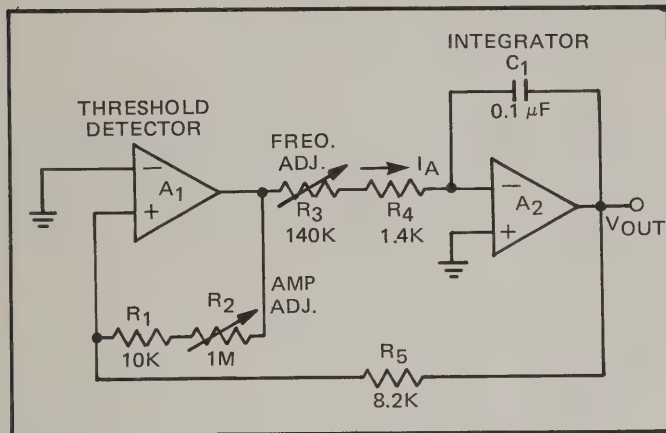 INTEGRATOR
C1
0.1 µF
THRESHOLD
DETECTOR
FREO.
ADJ.
IA
−
A1
+
R3
140K
R4
1.4K
−
A2
+
VOUT
AMP
ADJ.
R1
10K
R2
1M
R5
8.2K